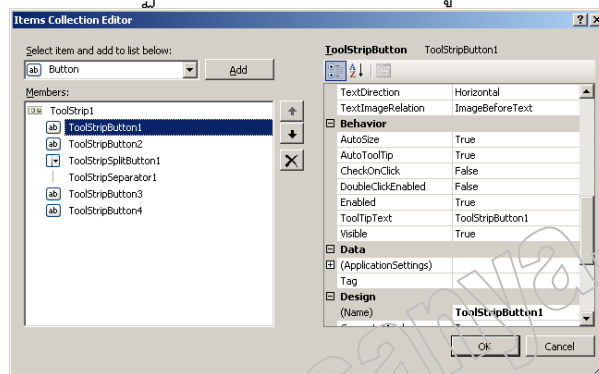 Items Collection Editor
Select item and add to list below:
Button
Add
Members:
ToolStrip1
ToolStripButton1
ToolStripButton2
ToolStripSplitButton1
ToolStripSeparator1
ToolStripButton3
ToolStripButton4
ToolStripButton ToolStripButton1
TextDirection Horizontal
TextImageRelation ImageBeforeText
Behavior
AutoSize True
AutoToolTip True
CheckOnClick False
DoubleClickEnabled False
Enabled True
ToolTipText ToolStripButton1
Visible True
Data
(ApplicationSettings)
Tag
Design
(Name) ToolStripButton1
OK Cancel